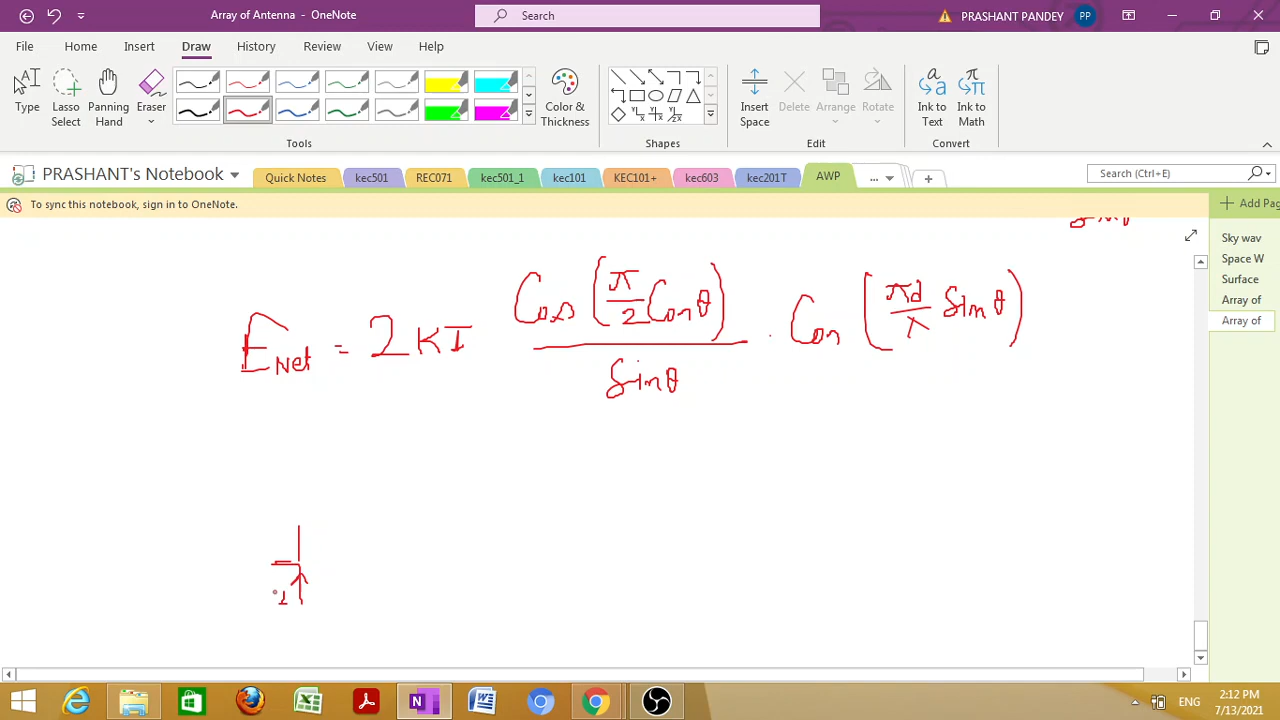 Array of Antenna - OneNote
Search
PRASHANT PANDEY
PP
File Home Insert Draw History Review View Help
Type
Lasso Select
Panning Hand
Eraser
Color & Thickness
Insert Space
Delete
Arrange
Rotate
Ink to Text
Ink to Math
Tools
Shapes
Edit
Convert
PRASHANT's Notebook
Quick Notes
kec501
REC071
kec501_1
kec101
KEC101+
kec603
kec201T
AWP
...
Search (Ctrl+E)
To sync this notebook, sign in to OneNote.
Add Pag
Sky wav
Space W
Surface
Array of
Array of
E_Net = 2KI Cos(π/2 Cosθ)/Sinθ · Cos(πd/λ Sinθ)
ENG
2:12 PM
7/13/2021